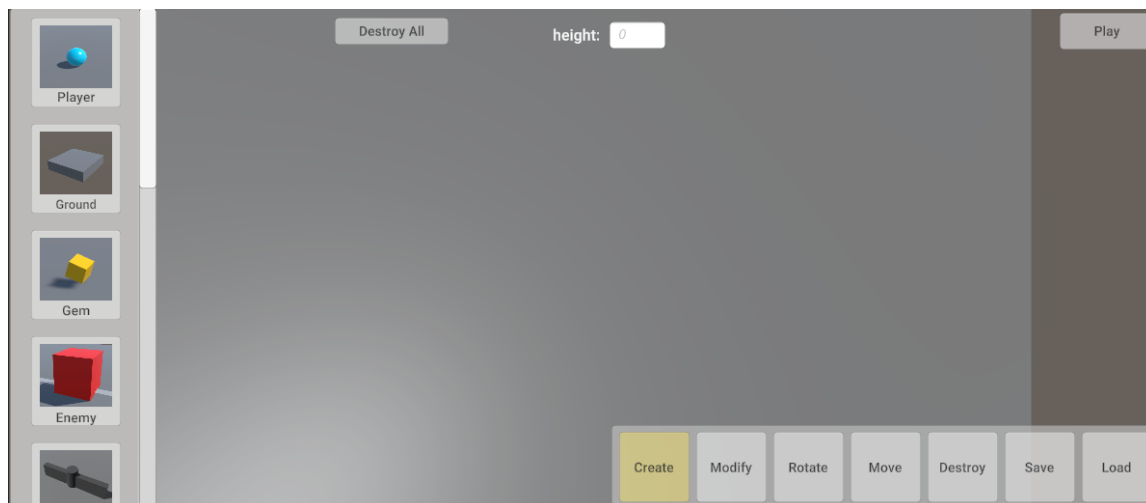 Destroy All
height: 0
Play
Player
Ground
Gem
Enemy
Create
Modify
Rotate
Move
Destroy
Save
Load